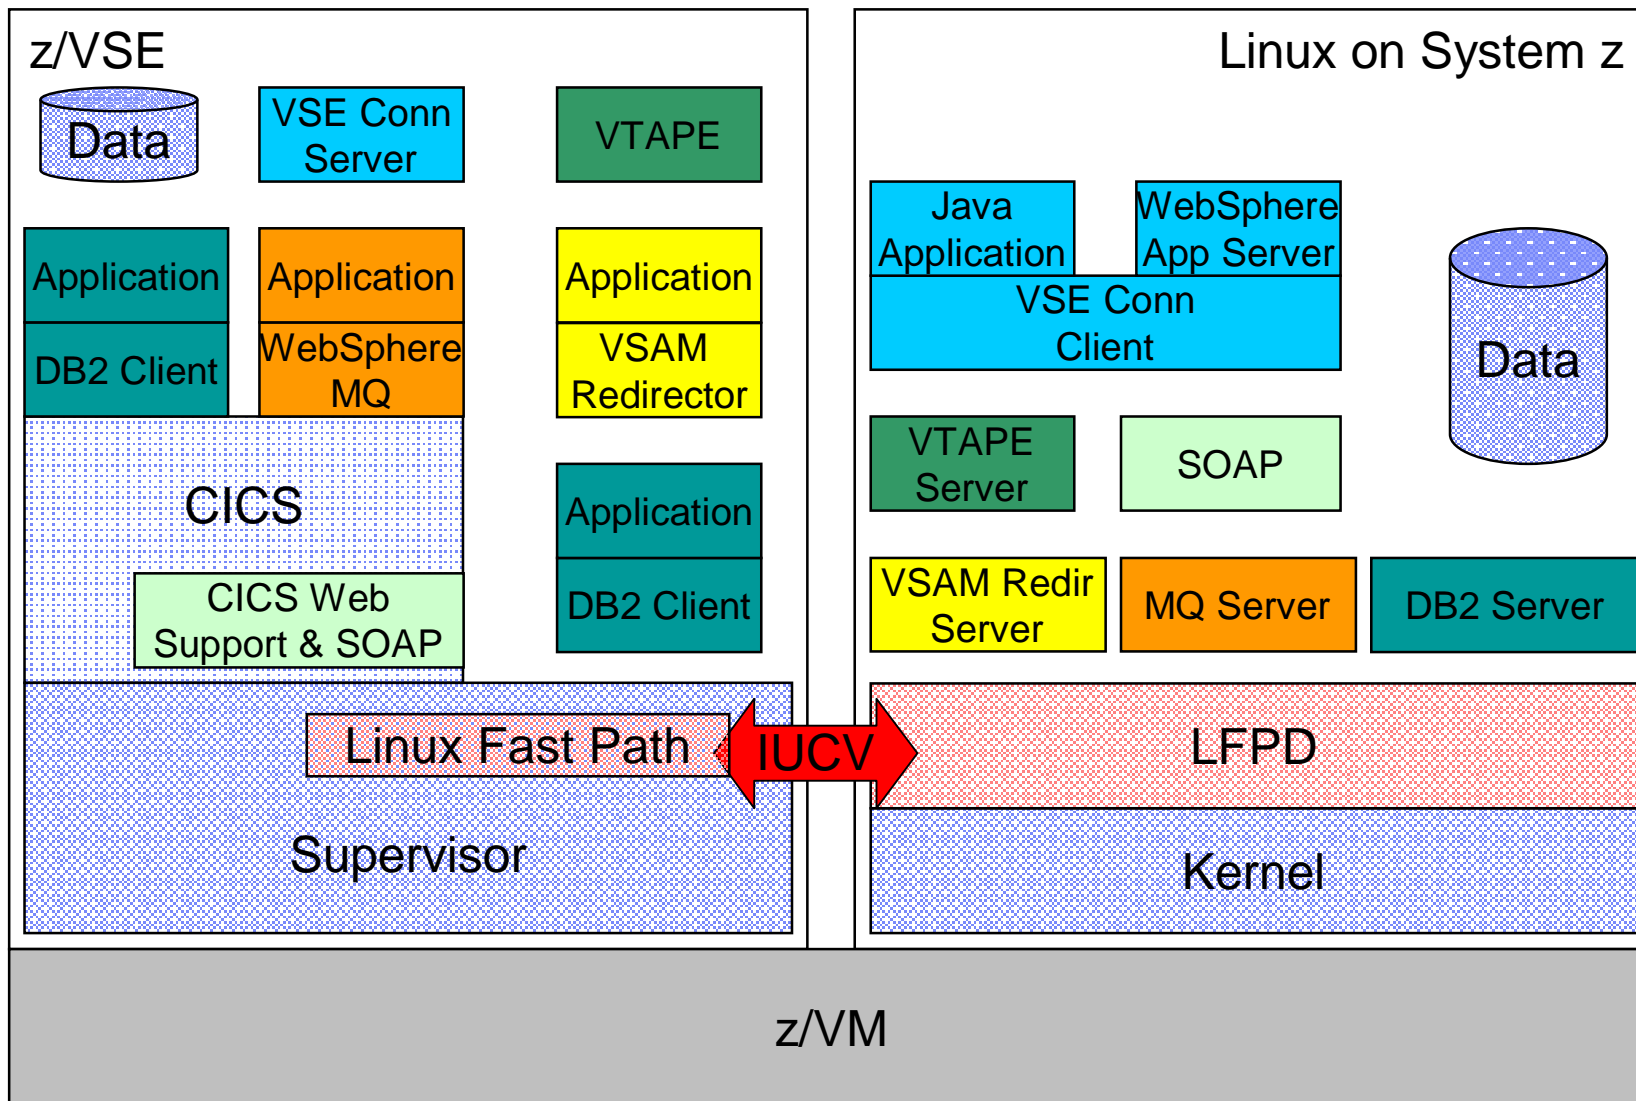 z/VSE
Data
VSE Conn
Server
VTAPE
Application
DB2 Client
Application
WebSphere
MQ
Application
VSAM
Redirector
CICS
CICS Web
Support & SOAP
Application
DB2 Client
Linux Fast Path
Supervisor
IUCV
Linux on System z
Java
Application
WebSphere
App Server
VSE Conn
Client
Data
VTAPE
Server
SOAP
VSAM Redir
Server
MQ Server
DB2 Server
LFPD
Kernel
z/VM